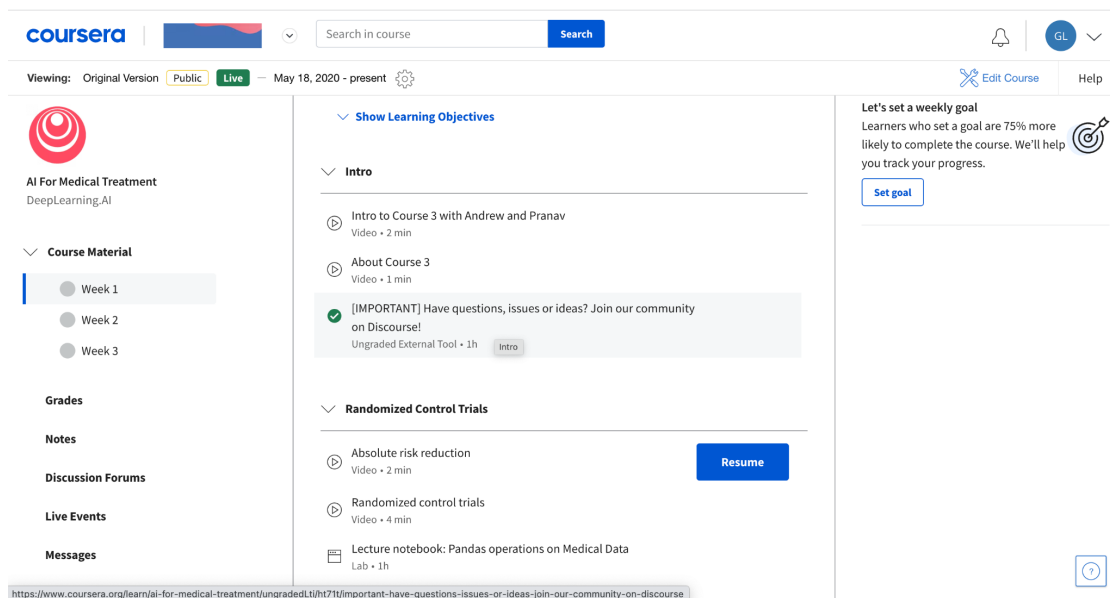 coursera
Search in course
Search
GL
Viewing: Original Version Public Live — May 18, 2020 - present
Edit Course
Help
AI For Medical Treatment
DeepLearning.AI
Course Material
Week 1
Week 2
Week 3
Grades
Notes
Discussion Forums
Live Events
Messages
Show Learning Objectives
Intro
Intro to Course 3 with Andrew and Pranav
Video • 2 min
About Course 3
Video • 1 min
[IMPORTANT] Have questions, issues or ideas? Join our community
on Discourse!
Ungraded External Tool • 1h
Intro
Randomized Control Trials
Absolute risk reduction
Video • 2 min
Resume
Randomized control trials
Video • 4 min
Lecture notebook: Pandas operations on Medical Data
Lab • 1h
Let's set a weekly goal
Learners who set a goal are 75% more
likely to complete the course. We'll help
you track your progress.
Set goal
?
https://www.coursera.org/learn/ai-for-medical-treatment/ungradedLti/ht71t/important-have-questions-issues-or-ideas-join-our-community-on-discourse